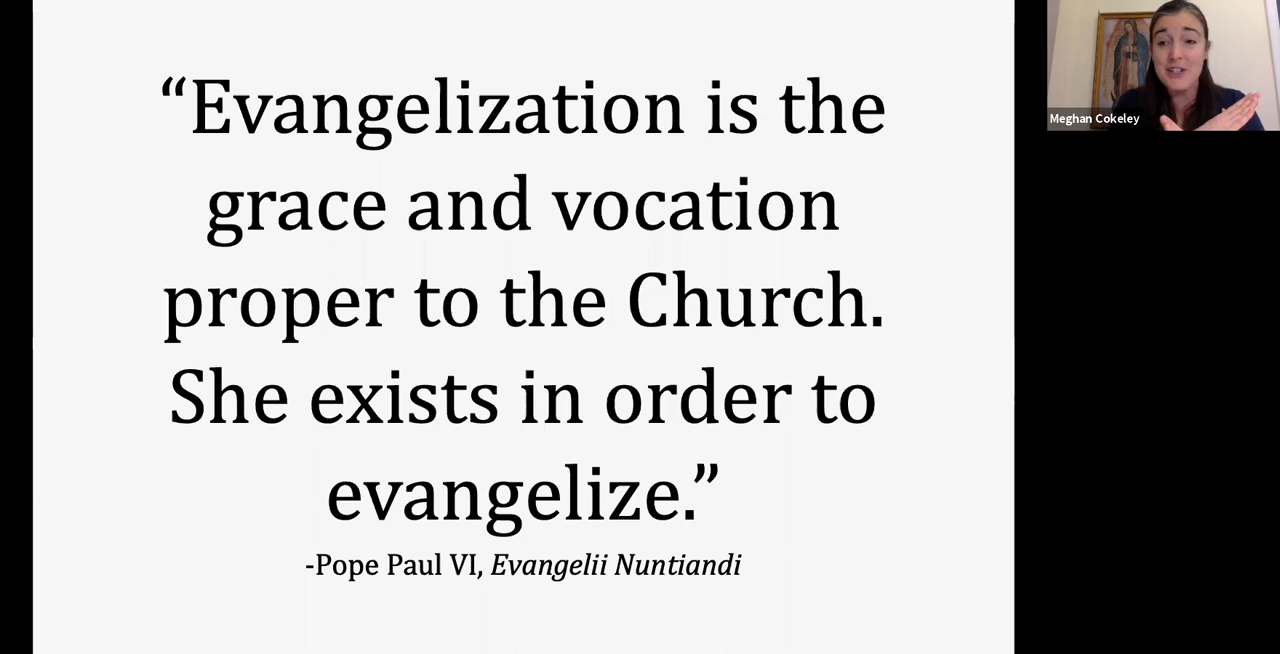 “Evangelization is the
grace and vocation
proper to the Church.
She exists in order to
evangelize.”
-Pope Paul VI, Evangelii Nuntiandi
Meghan Cokeley